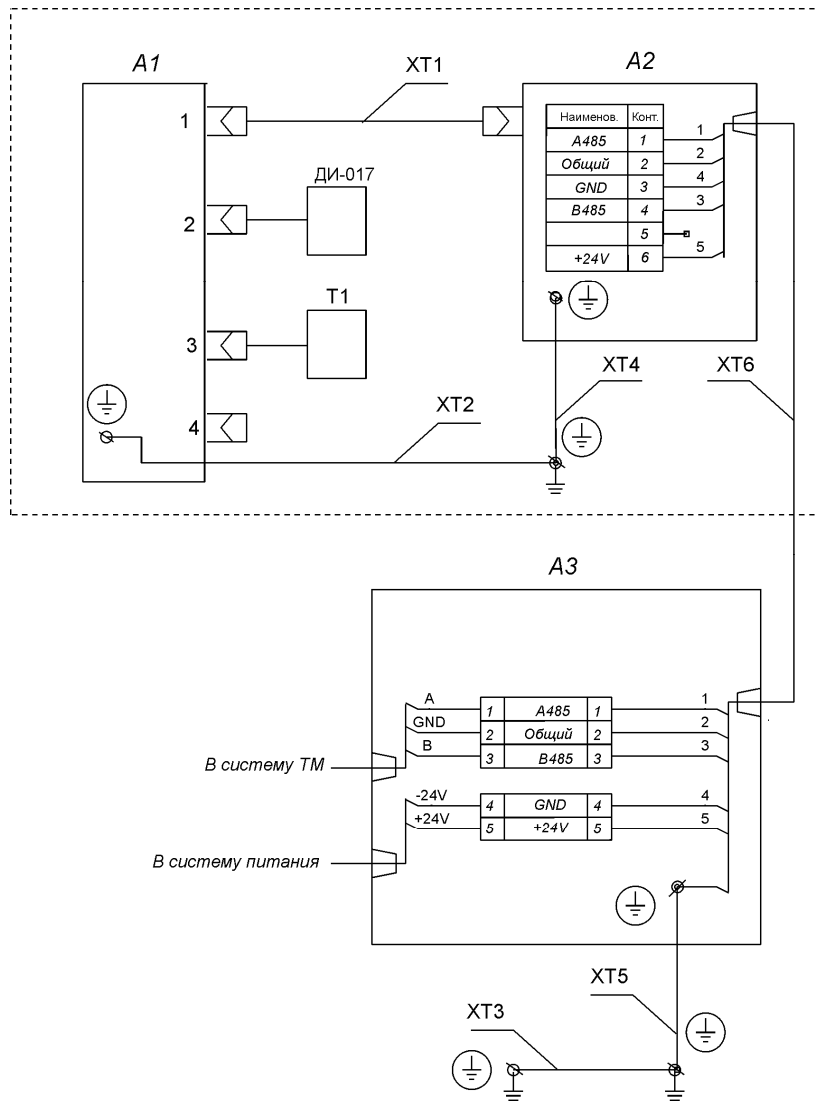 A1
XT1
A2
1
Наименов. Конт.
A485 1
1
Общий 2
2
GND 3
4
B485 4
3
5
+24V 6
5
ДИ-017
2
T1
3
4
XT2
XT4
XT6
A3
A 1 A485 1 1
GND 2 Общий 2 2
B 3 B485 3 3
В систему ТМ
-24V 4 GND 4 4
+24V 5 +24V 5 5
В систему питания
XT5
XT3